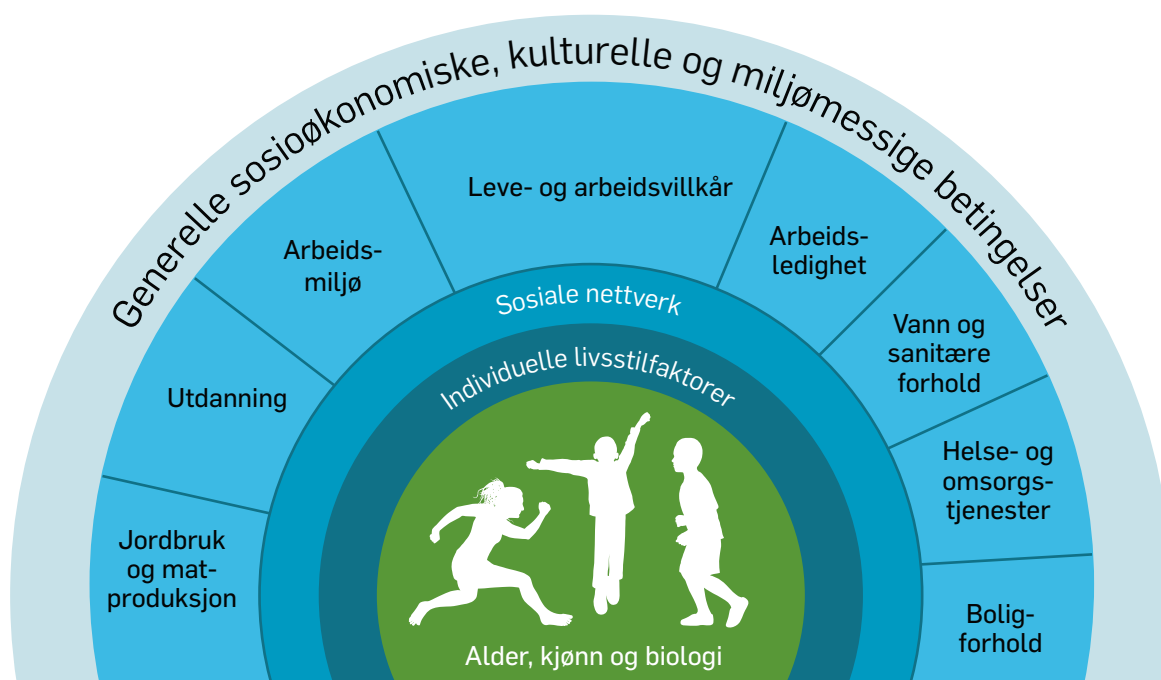 Generelle sosioøkonomiske, kulturelle og miljømessige betingelser
Leve- og arbeidsvillkår
Arbeids-
miljø
Arbeids-
ledighet
Utdanning
Vann og
sanitære
forhold
Jordbruk
og mat-
produksjon
Helse- og
omsorgs-
tjenester
Bolig-
forhold
Sosiale nettverk
Individuelle livsstilfaktorer
Alder, kjønn og biologi